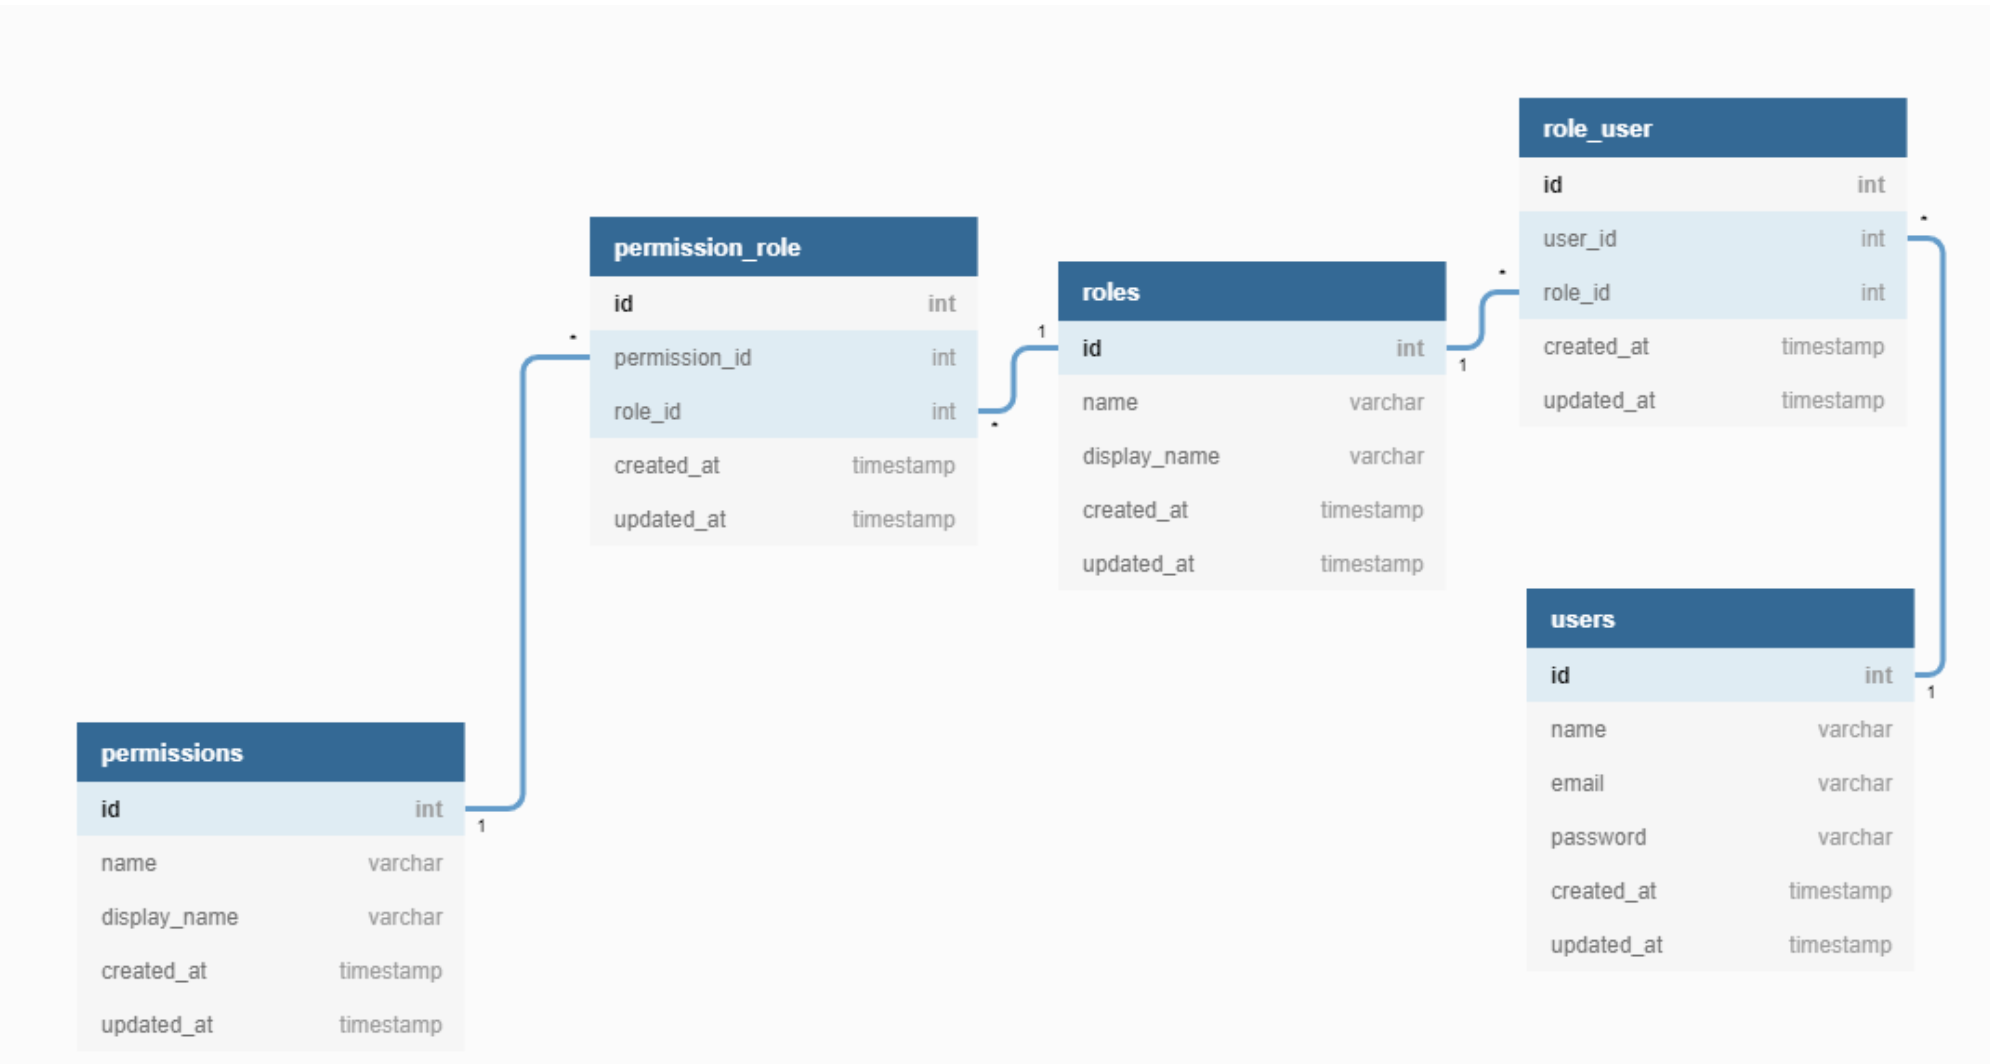 role_user
id int
user_id int
role_id int
created_at timestamp
updated_at timestamp
*
*
permission_role
id int
permission_id int
role_id int
created_at timestamp
updated_at timestamp
*
*
roles
id int
name varchar
display_name varchar
created_at timestamp
updated_at timestamp
1
1
users
id int
name varchar
email varchar
password varchar
created_at timestamp
updated_at timestamp
1
permissions
id int
name varchar
display_name varchar
created_at timestamp
updated_at timestamp
1